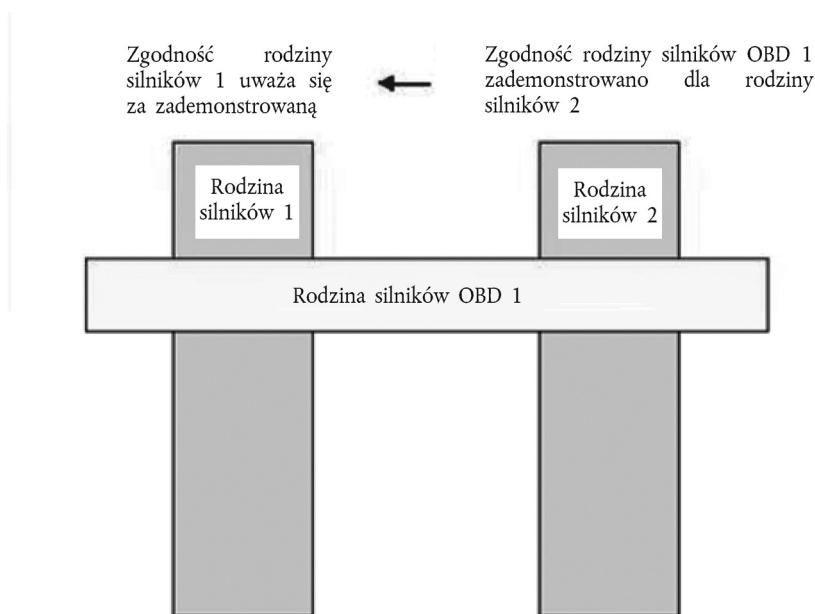 Zgodność rodziny
silników 1 uważa się
za zademonstrowaną
Zgodność rodziny silników OBD 1
zademonstrowano dla rodziny
silników 2
Rodzina
silników 1
Rodzina
silników 2
Rodzina silników OBD 1